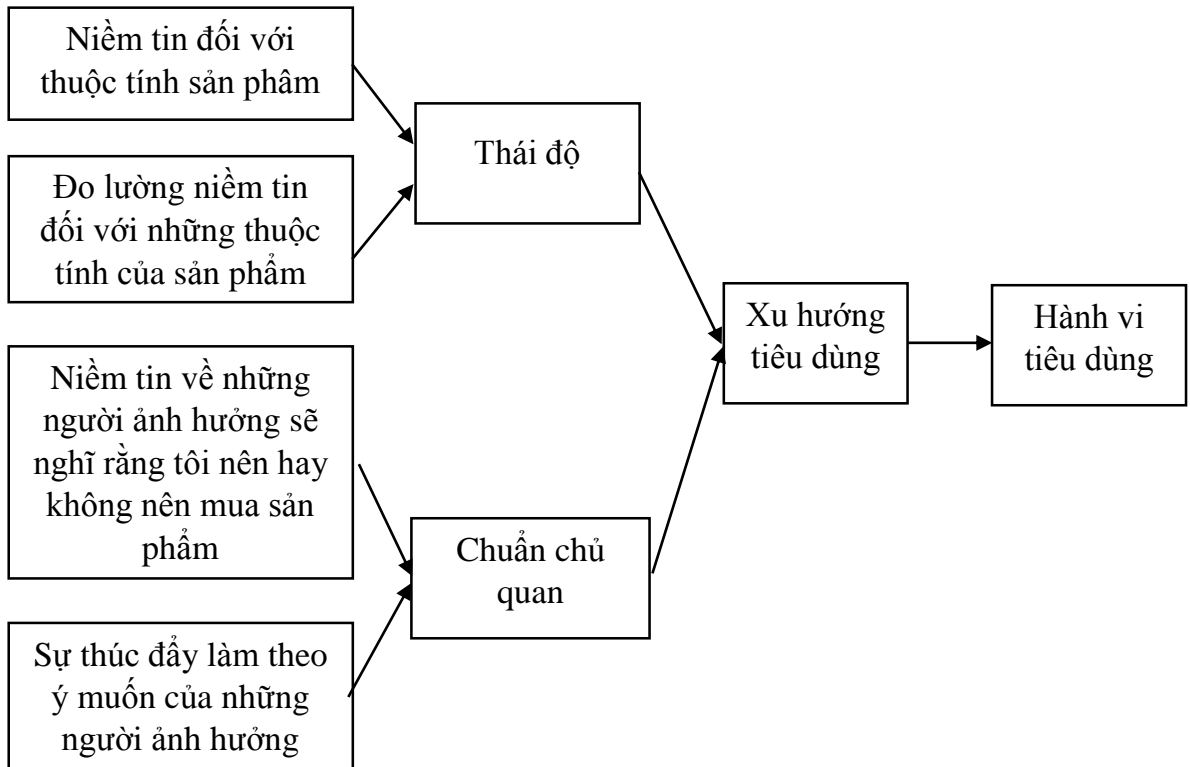 Niềm tin đối với
thuộc tính sản phâm
Đo lường niềm tin
đối với những thuộc
tính của sản phẩm
Thái độ
Niềm tin về những
người ảnh hưởng sẽ
nghĩ rằng tôi nên hay
không nên mua sản
phẩm
Sự thúc đẩy làm theo
ý muốn của những
người ảnh hưởng
Chuẩn chủ
quan
Xu hướng
tiêu dùng
Hành vi
tiêu dùng